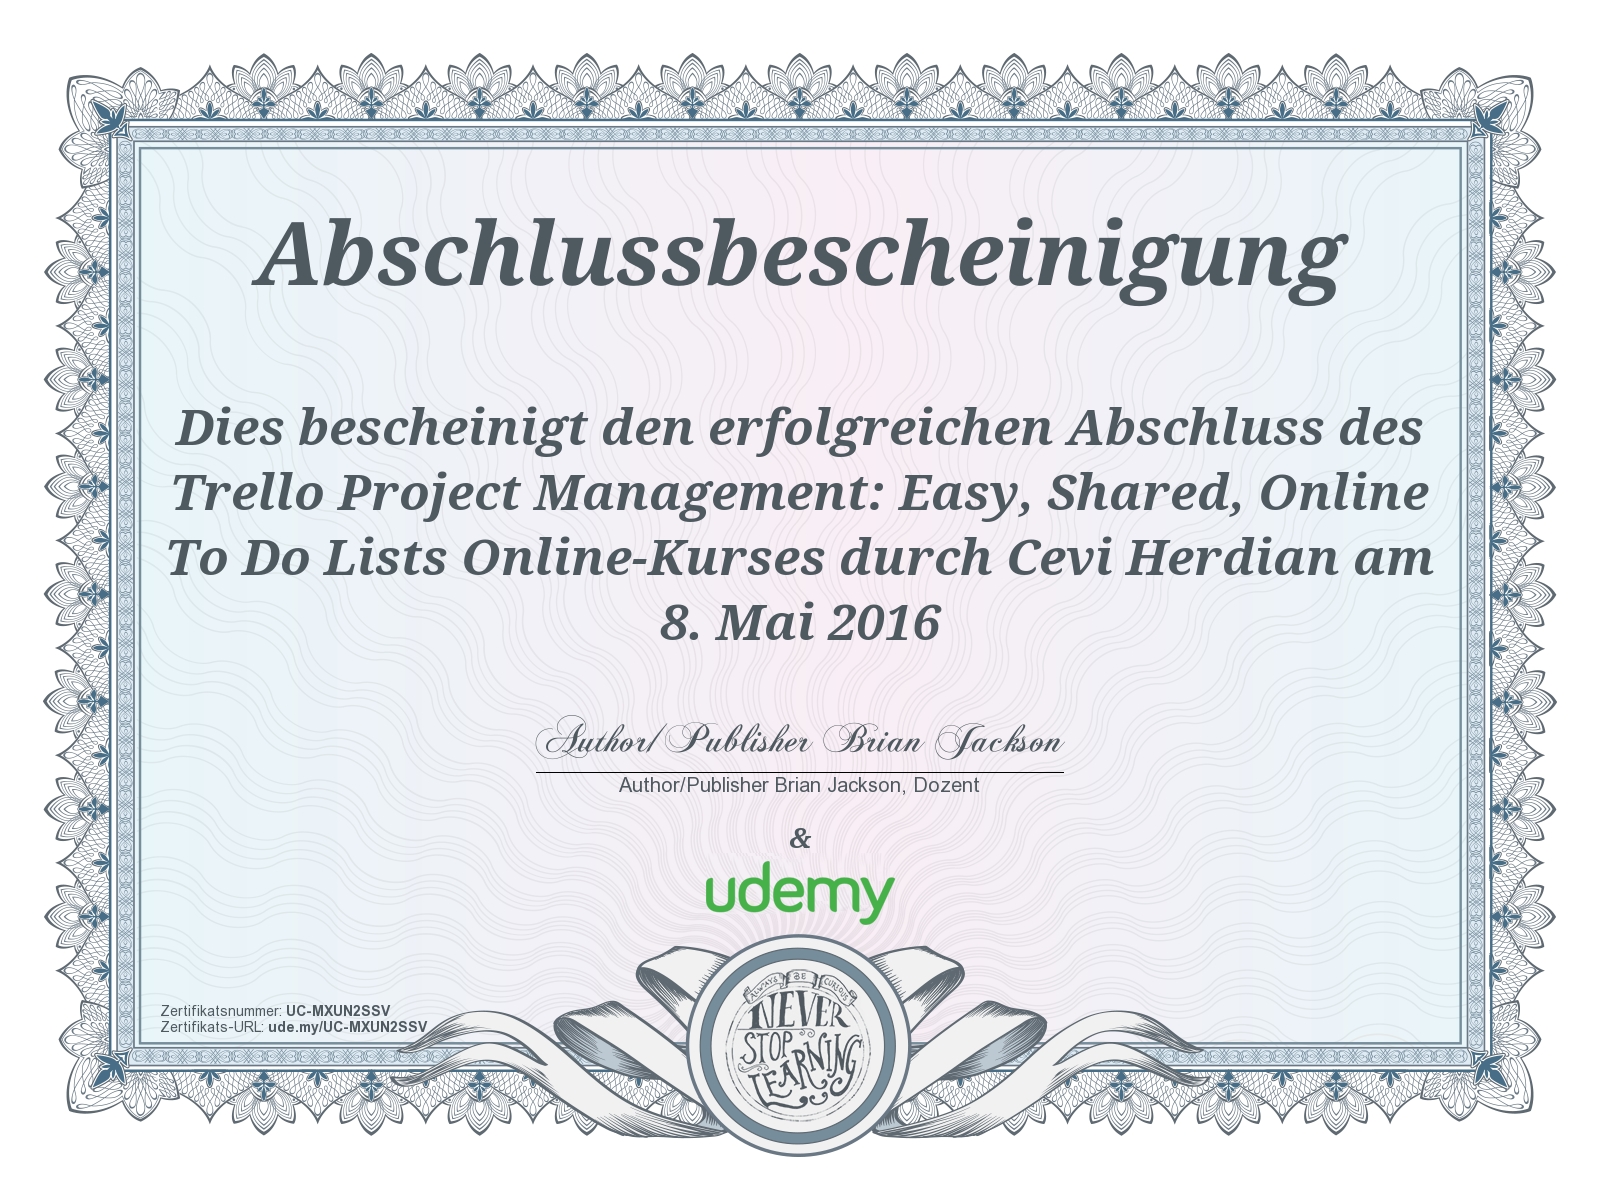 Abschlussbescheinigung
Dies bescheinigt den erfolgreichen Abschluss des
Trello Project Management: Easy, Shared, Online
To Do Lists Online-Kurses durch Cevi Herdian am
8. Mai 2016
Author/Publisher Brian Jackson
Author/Publisher Brian Jackson, Dozent
&
udemy
Zertifikatsnummer: UC-MXUN2SSV
Zertifikats-URL: ude.my/UC-MXUN2SSV
ALWAYS BE CURIOUS
NEVER
STOP
LEARNING